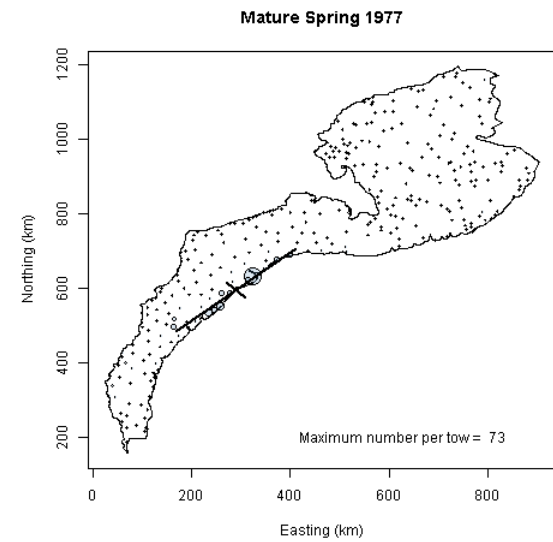 Mature Spring 1977
Northing (km)
1200
1000
800
600
400
200
Maximum number per tow = 73
0 200 400 600 800
Easting (km)